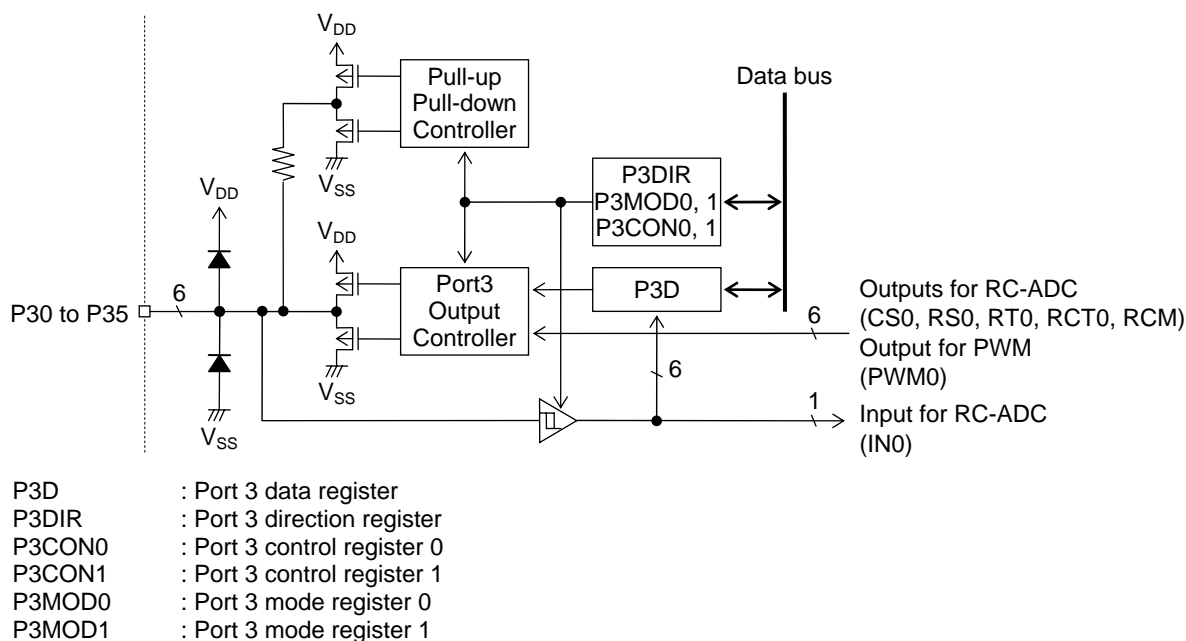 VDD
Pull-up
Pull-down
Controller
Data bus
VSS
VDD
P3DIR
P3MOD0, 1
P3CON0, 1
VDD
P30 to P35
6
Port3
Output
Controller
P3D
Outputs for RC-ADC
6
(CS0, RS0, RT0, RCT0, RCM)
Output for PWM
(PWM0)
VSS
6
VSS
1
Input for RC-ADC
(IN0)
P3D : Port 3 data register
P3DIR : Port 3 direction register
P3CON0 : Port 3 control register 0
P3CON1 : Port 3 control register 1
P3MOD0 : Port 3 mode register 0
P3MOD1 : Port 3 mode register 1